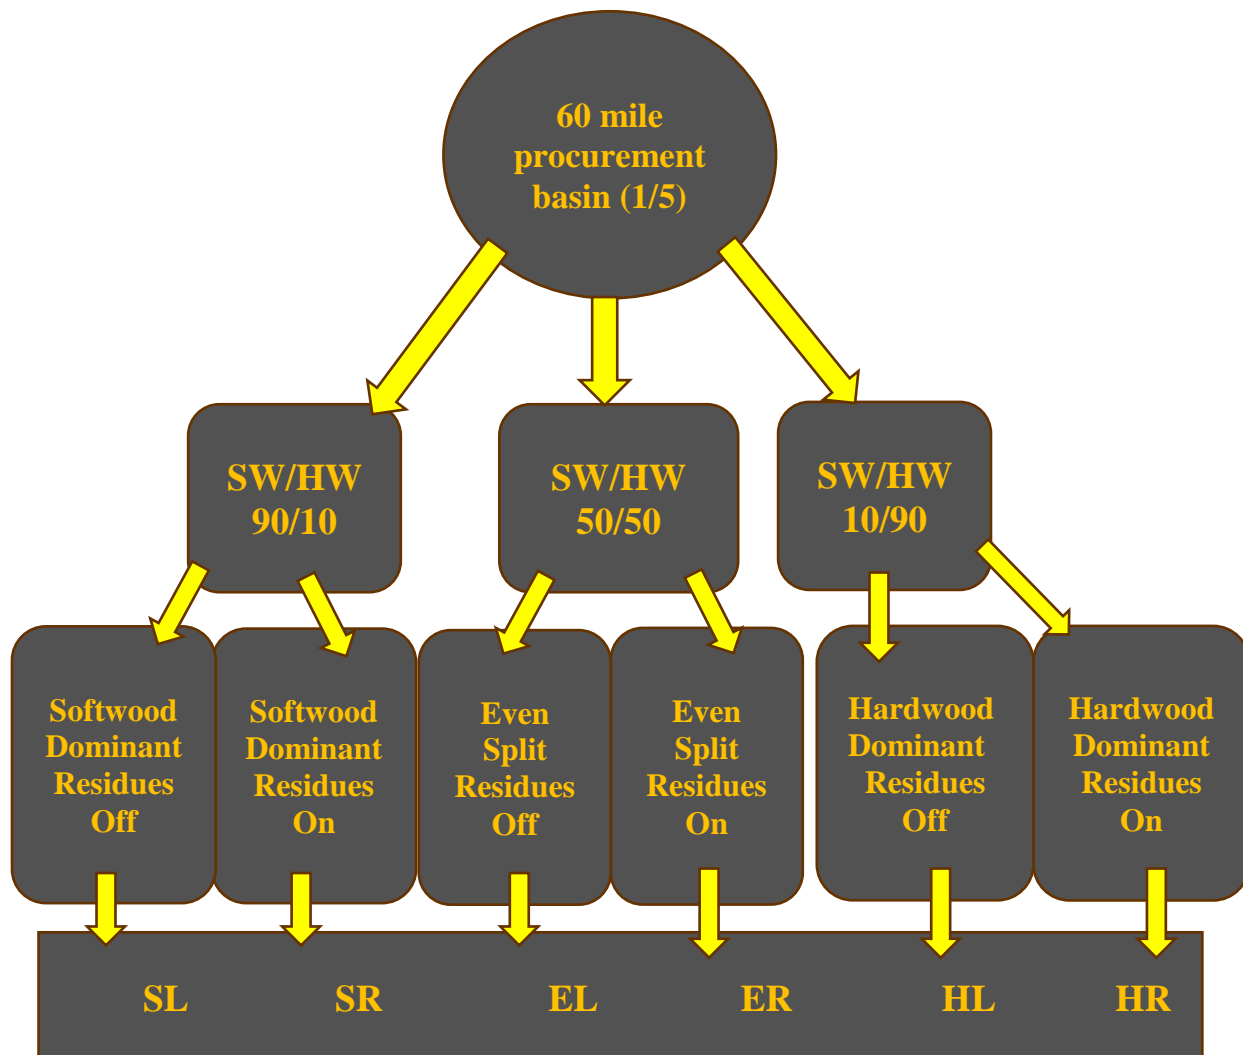 60 mile
procurement
basin (1/5)
SW/HW
90/10
SW/HW
50/50
SW/HW
10/90
Softwood
Dominant
Residues
Off
Softwood
Dominant
Residues
On
Even
Split
Residues
Off
Even
Split
Residues
On
Hardwood
Dominant
Residues
Off
Hardwood
Dominant
Residues
On
SL SR EL ER HL HR